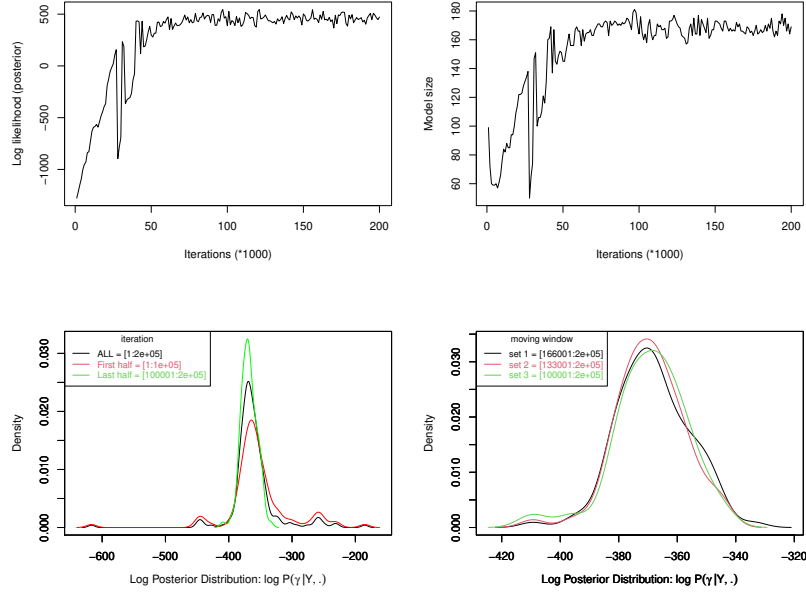 Log likelihood (posterior)
−1000
−500
0
500
0
50
100
150
200
Iterations (*1000)
Model size
60
80
100
120
140
160
180
0
50
100
150
200
Iterations (*1000)
Density
0.000
0.010
0.020
0.030
iteration
ALL = [1:2e+05]
First half = [1:1e+05]
Last half = [100001:2e+05]
−600
−500
−400
−300
−200
Log Posterior Distribution: log P(γ|Y, .)
Density
0.000
0.010
0.020
0.030
moving window
set 1 = [166001:2e+05]
set 2 = [133001:2e+05]
set 3 = [100001:2e+05]
−420
−400
−380
−360
−340
−320
Log Posterior Distribution: log P(γ|Y, .)